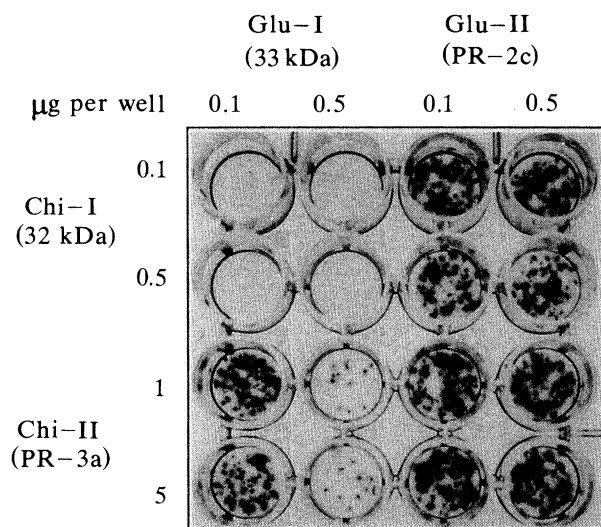 Glu-I Glu-II
(33 kDa) (PR-2c)
μg per well 0.1 0.5 0.1 0.5
0.1
Chi-I
(32 kDa)
0.5
1
Chi-II
(PR-3a)
5